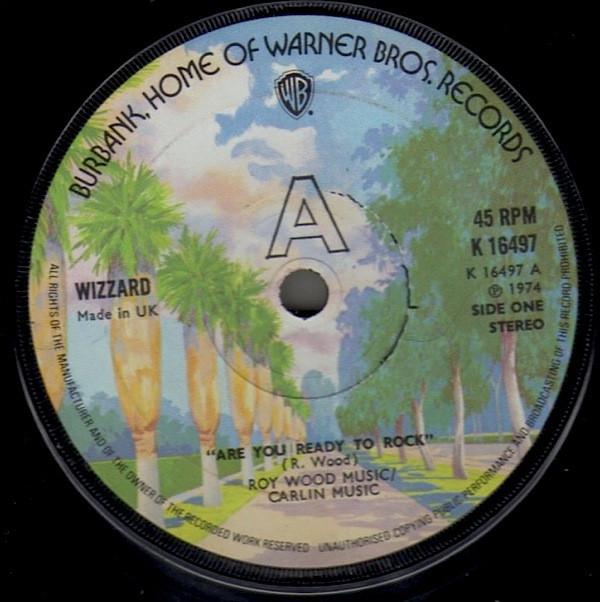 BURBANK, HOME OF WARNER BROS. RECORDS
WB
A
45 RPM
K 16497
K 16497 A
℗ 1974
SIDE ONE
STEREO
WIZZARD
Made in UK
"ARE YOU READY TO ROCK"
(R. Wood)
ROY WOOD MUSIC/
CARLIN MUSIC
ALL RIGHTS OF THE MANUFACTURER AND OF THE OWNER OF THE RECORDED WORK RESERVED UNAUTHORISED COPYING PUBLIC PERFORMANCE AND BROADCASTING OF THIS RECORD PROHIBITED